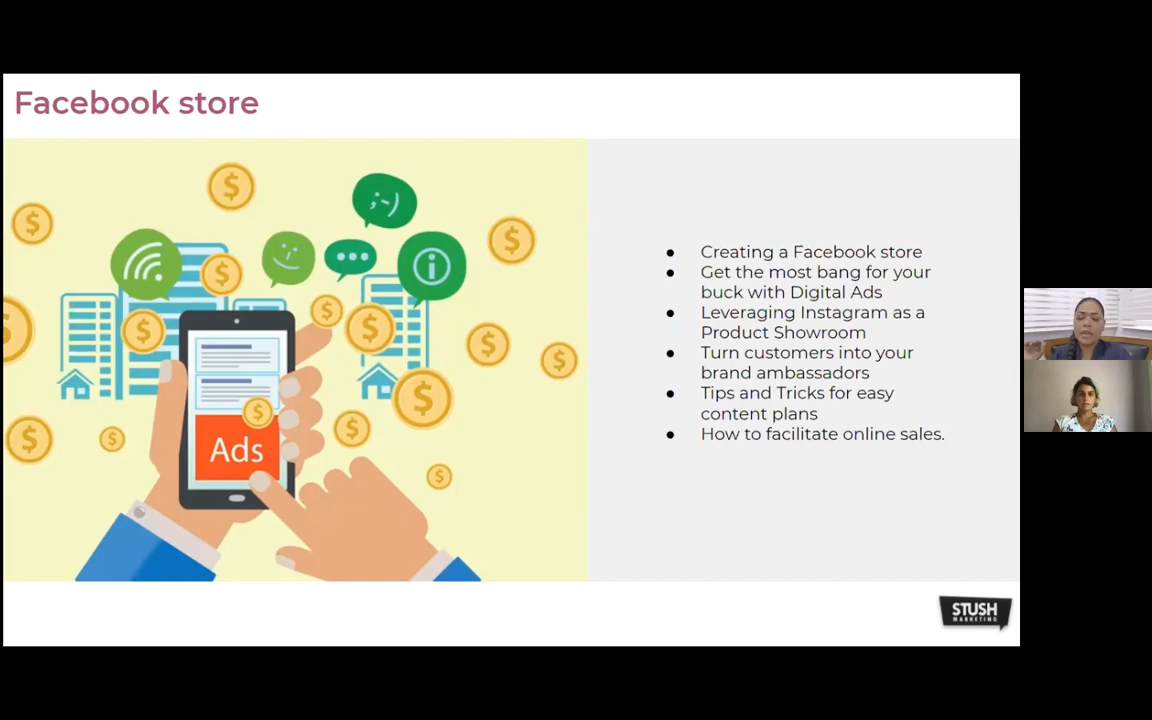 Facebook store
Ads
● Creating a Facebook store
● Get the most bang for your
buck with Digital Ads
● Leveraging Instagram as a
Product Showroom
● Turn customers into your
brand ambassadors
● Tips and Tricks for easy
content plans
● How to facilitate online sales.
STUSH
MARKETING